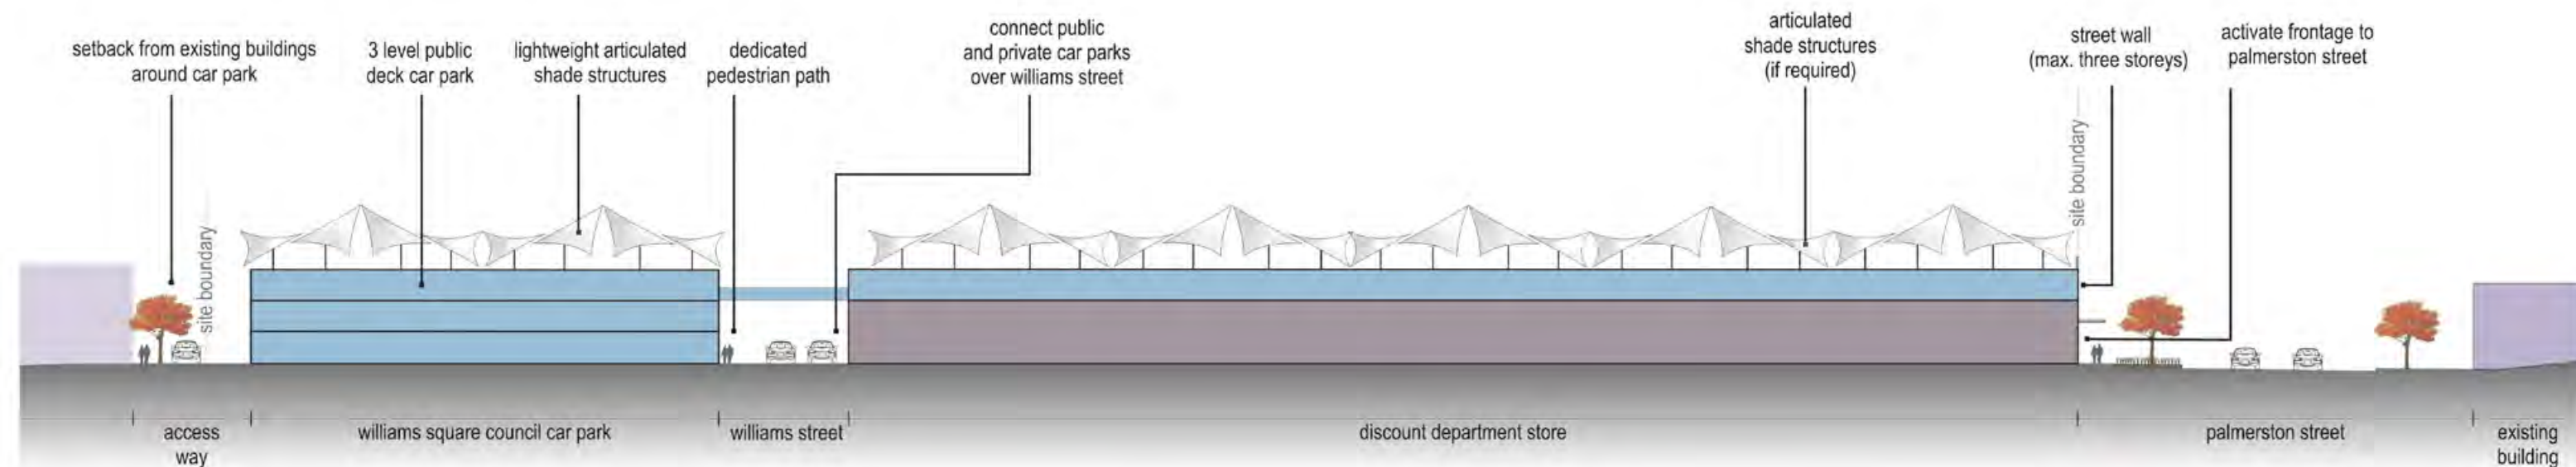 setback from existing buildings
around car park
3 level public
deck car park
lightweight articulated
shade structures
dedicated
pedestrian path
connect public
and private car parks
over williams street
articulated
shade structures
(if required)
street wall
(max. three storeys)
activate frontage to
palmerston street
site boundary
site boundary
access
way
williams square council car park
williams street
discount department store
palmerston street
existing
building